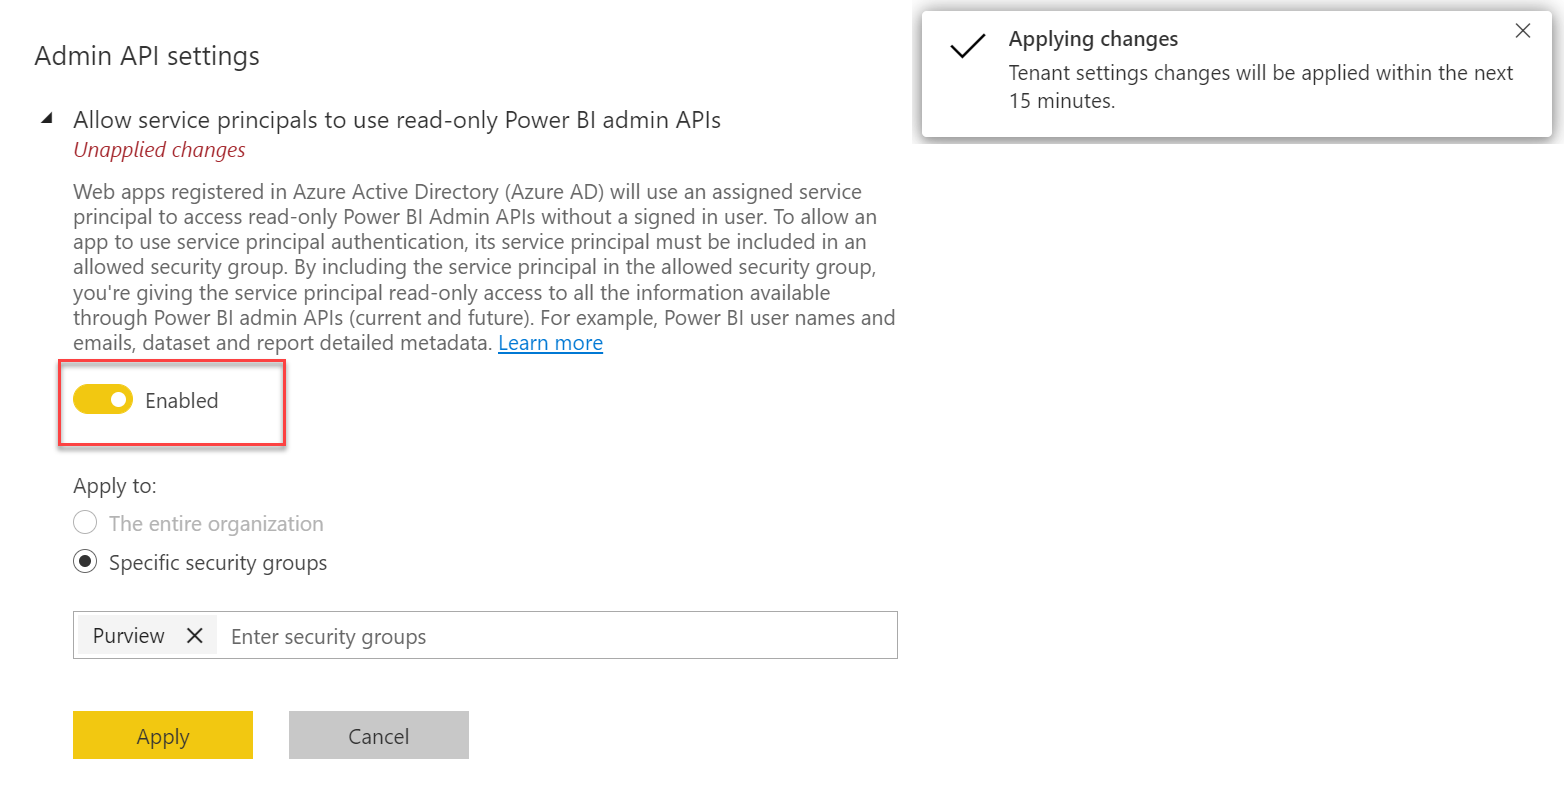 Admin API settings
Allow service principals to use read-only Power BI admin APIs
Unapplied changes
Web apps registered in Azure Active Directory (Azure AD) will use an assigned service
principal to access read-only Power BI Admin APIs without a signed in user. To allow an
app to use service principal authentication, its service principal must be included in an
allowed security group. By including the service principal in the allowed security group,
you're giving the service principal read-only access to all the information available
through Power BI admin APIs (current and future). For example, Power BI user names and
emails, dataset and report detailed metadata. Learn more
Enabled
Apply to:
The entire organization
Specific security groups
Purview Enter security groups
Apply Cancel
Applying changes
Tenant settings changes will be applied within the next
15 minutes.